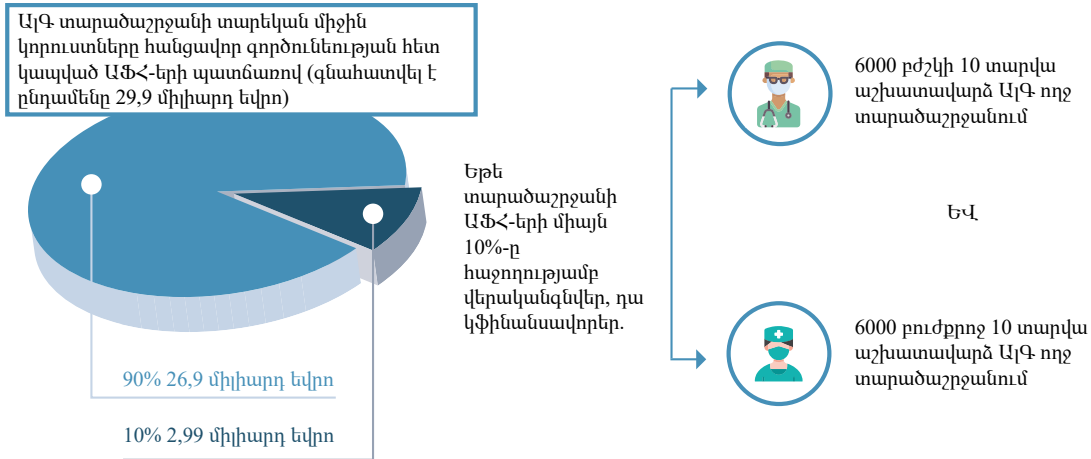 ԱլԳ տարածաշրջանի տարեկան միջին
կորուստները հանցավոր գործունեության հետ
կապված ԱՖՀ-երի պատճառով (գնահատվել է
ընդամենը 29,9 միլիարդ եվրո)
90% 26,9 միլիարդ եվրո
10% 2,99 միլիարդ եվրո
Եթե
տարածաշրջանի
ԱՖՀ-երի միայն
10%-ը
հաջողությամբ
վերականգնվեր, դա
կֆինանսավորեր.
6000 բժշկի 10 տարվա
աշխատավարձ ԱլԳ ողջ
տարածաշրջանում
ԵՎ
6000 բուժքրոջ 10 տարվա
աշխատավարձ ԱլԳ ողջ
տարածաշրջանում